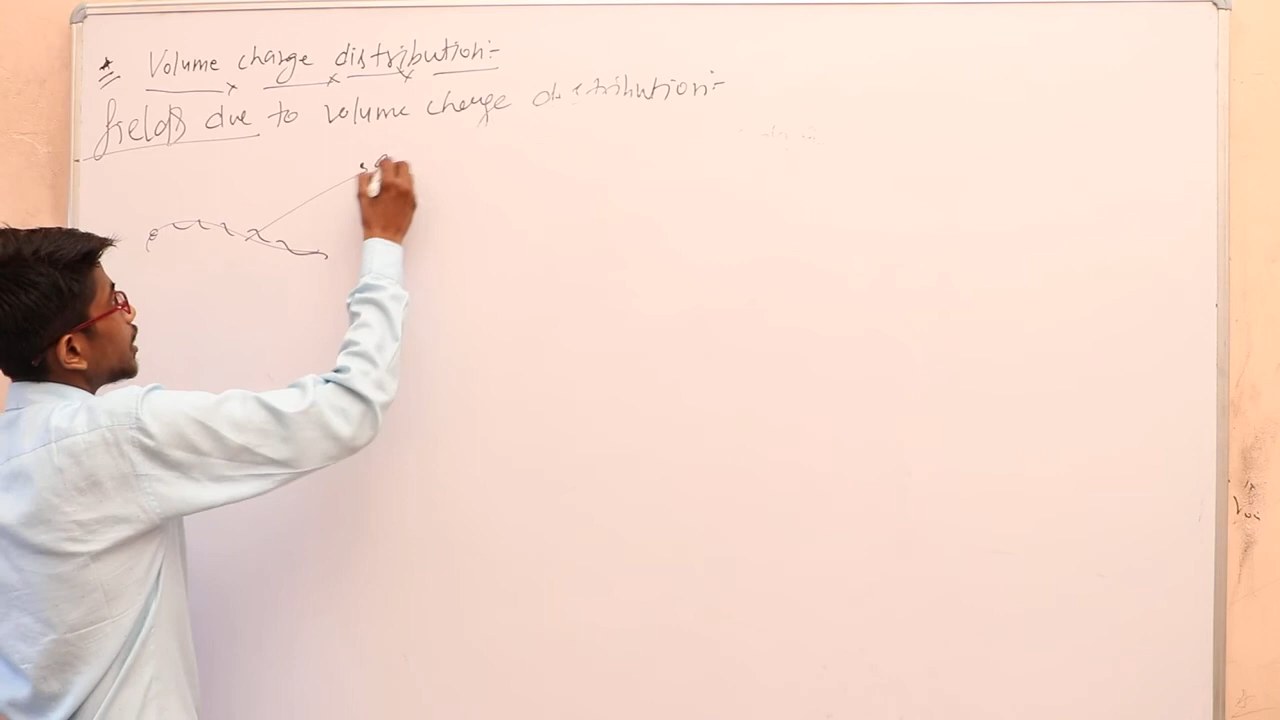 * Volume charge distribution:-
fields due to volume charge distribution:-